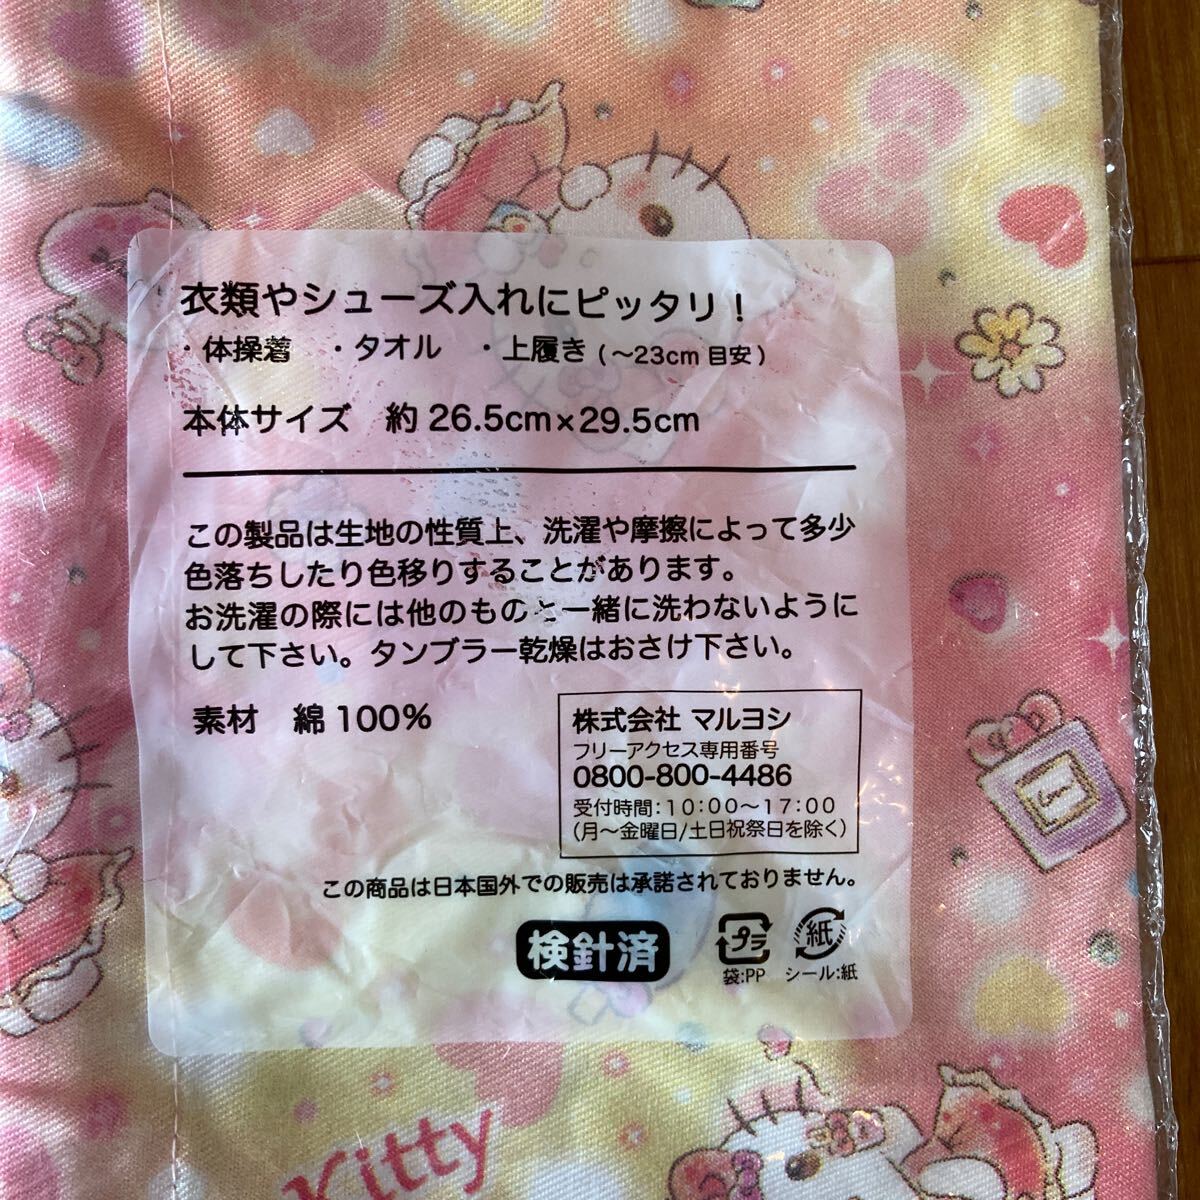 衣類やシューズ入れにピッタリ！
・体操着　・タオル　・上履き（～23cm 目安）
本体サイズ　約 26.5cm×29.5cm
この製品は生地の性質上、洗濯や摩擦によって多少
色落ちしたり色移りすることがあります。
お洗濯の際には他のものと一緒に洗わないように
して下さい。タンブラー乾燥はおさけ下さい。
素材　綿 100%
株式会社 マルヨシ
フリーアクセス専用番号
0800-800-4486
受付時間：10：00～17：00
（月～金曜日/土日祝祭日を除く）
この商品は日本国外での販売は承諾されておりません。
検針済
プラ
紙
袋:PP　シール:紙
Kitty